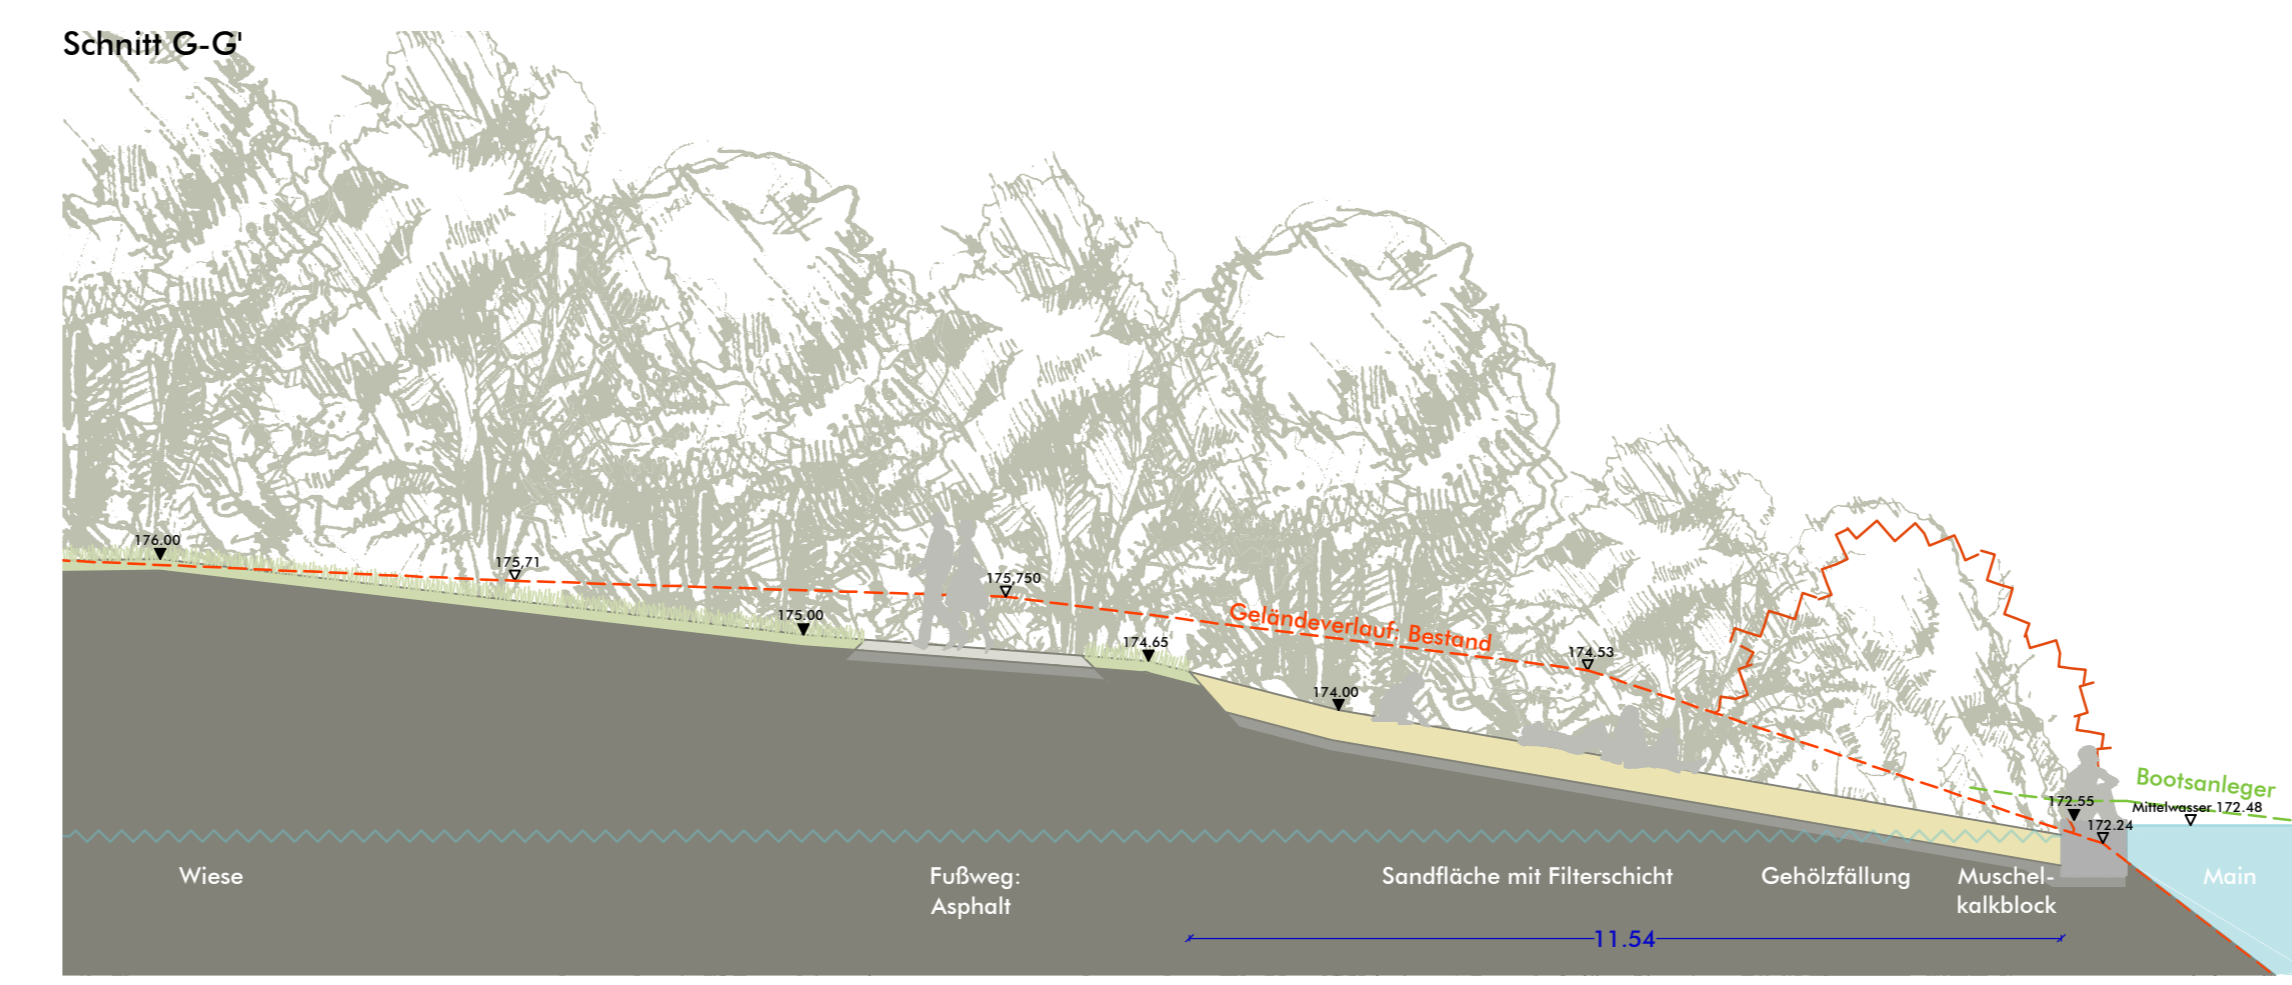 Schnitt G-G'
176.00
175,71
175,750
175.00
174.65
Geländeverlauf: Bestand
174.53
174.00
Bootsanleger
172.55
Mittelwasser 172.48
172.24
Wiese
Fußweg:
Asphalt
Sandfläche mit Filterschicht
Gehölzfällung
Muschel-
kalkblock
Main
11.54